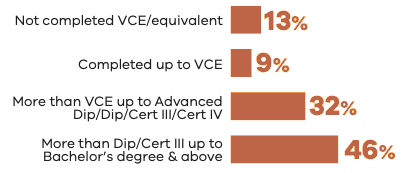 Not completed VCE/equivalent 13%
Completed up to VCE 9%
More than VCE up to Advanced
Dip/Dip/Cert III/Cert IV 32%
More than Dip/Cert III up to
Bachelor's degree & above 46%